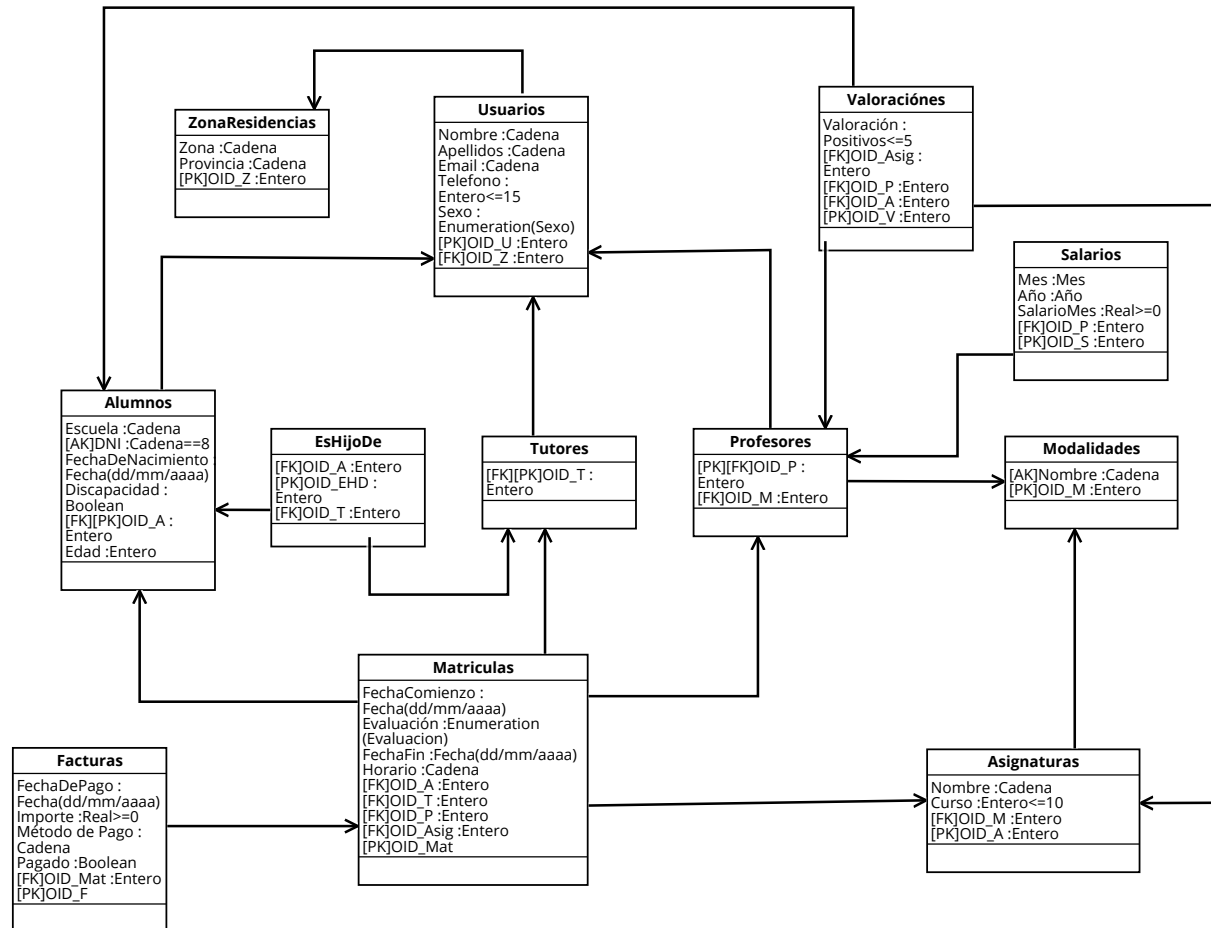 Usuarios
Nombre :Cadena
Apellidos :Cadena
Email :Cadena
Telefono :
Entero<=15
Sexo :
Enumeration(Sexo)
[PK]OID_U :Entero
[FK]OID_Z :Entero
ZonaResidencias
Zona :Cadena
Provincia :Cadena
[PK]OID_Z :Entero
Valoraciónes
Valoración :
Positivos<=5
[FK]OID_Asig :
Entero
[FK]OID_P :Entero
[FK]OID_A :Entero
[PK]OID_V :Entero
Salarios
Mes :Mes
Año :Año
SalarioMes :Real>=0
[FK]OID_P :Entero
[PK]OID_S :Entero
Alumnos
Escuela :Cadena
[AK]DNI :Cadena==8
FechaDeNacimiento :
Fecha(dd/mm/aaaa)
Discapacidad :
Boolean
[FK][PK]OID_A :
Entero
Edad :Entero
EsHijoDe
[FK]OID_A :Entero
[PK]OID_EHD :
Entero
[FK]OID_T :Entero
Tutores
[FK][PK]OID_T :
Entero
Profesores
[PK][FK]OID_P :
Entero
[FK]OID_M :Entero
Modalidades
[AK]Nombre :Cadena
[PK]OID_M :Entero
Matriculas
FechaComienzo :
Fecha(dd/mm/aaaa)
Evaluación :Enumeration
(Evaluacion)
FechaFin :Fecha(dd/mm/aaaa)
Horario :Cadena
[FK]OID_A :Entero
[FK]OID_T :Entero
[FK]OID_P :Entero
[FK]OID_Asig :Entero
[PK]OID_Mat
Facturas
FechaDePago :
Fecha(dd/mm/aaaa)
Importe :Real>=0
Método de Pago :
Cadena
Pagado :Boolean
[FK]OID_Mat :Entero
[PK]OID_F
Asignaturas
Nombre :Cadena
Curso :Entero<=10
[FK]OID_M :Entero
[PK]OID_A :Entero